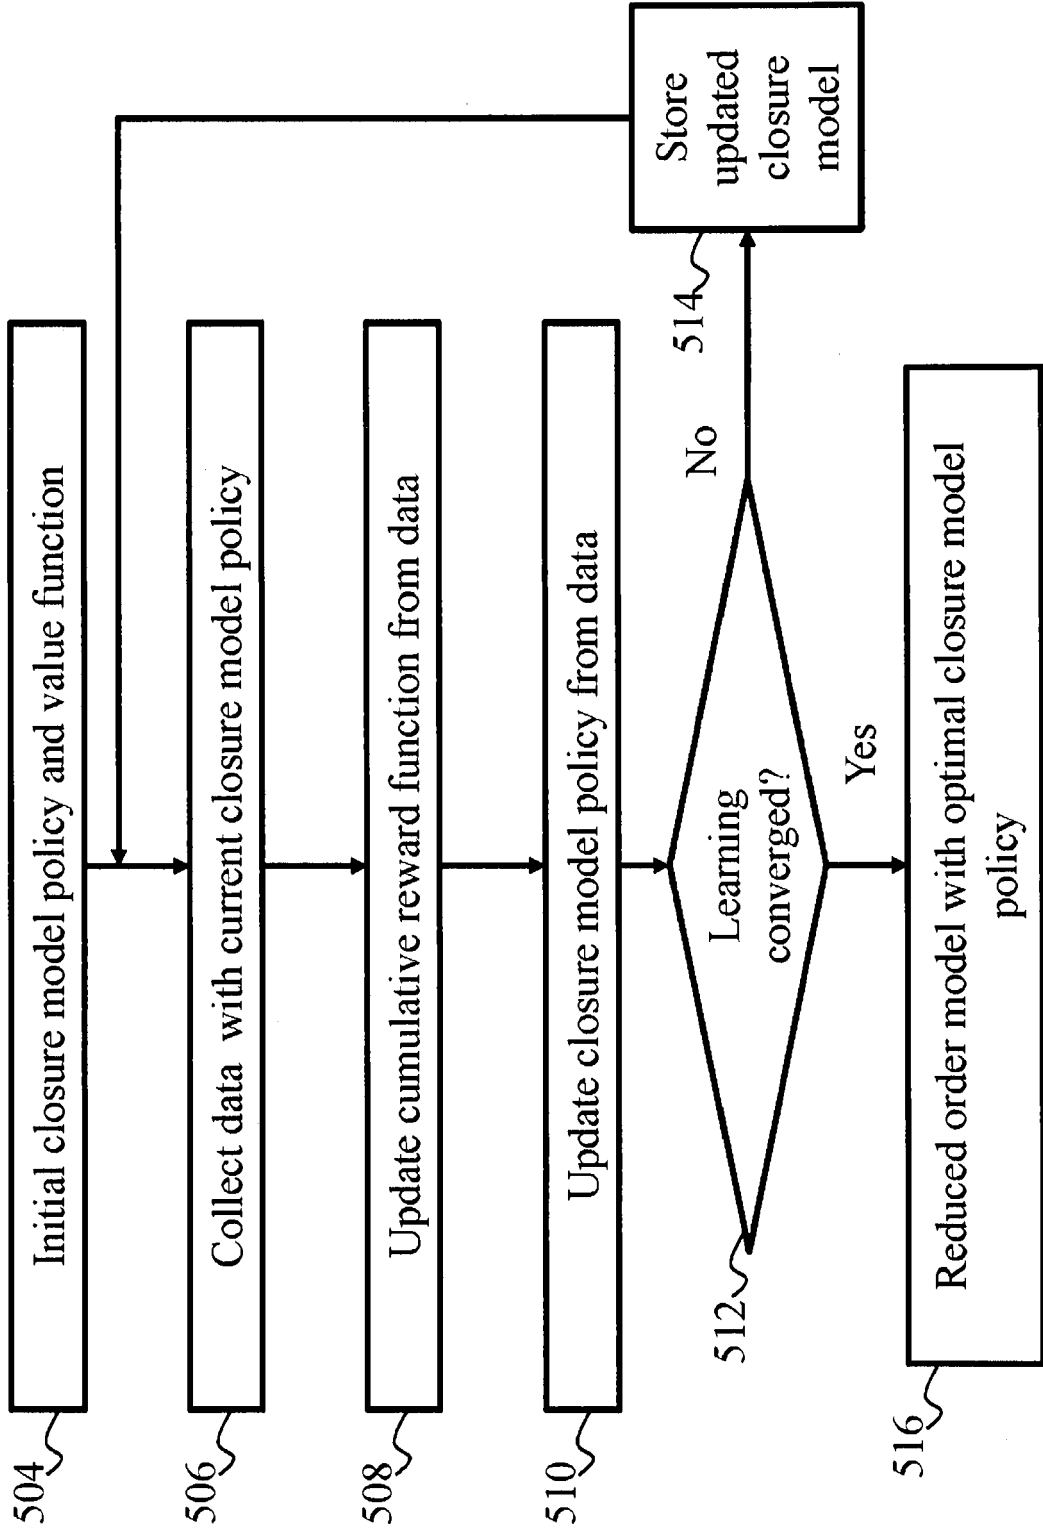 504
Initial closure model policy and value function
506
Collect data with current closure model policy
508
Update cumulative reward function from data
510
Update closure model policy from data
512
Learning
converged?
No
514
Store
updated
closure
model
Yes
516
Reduced order model with optimal closure model
policy